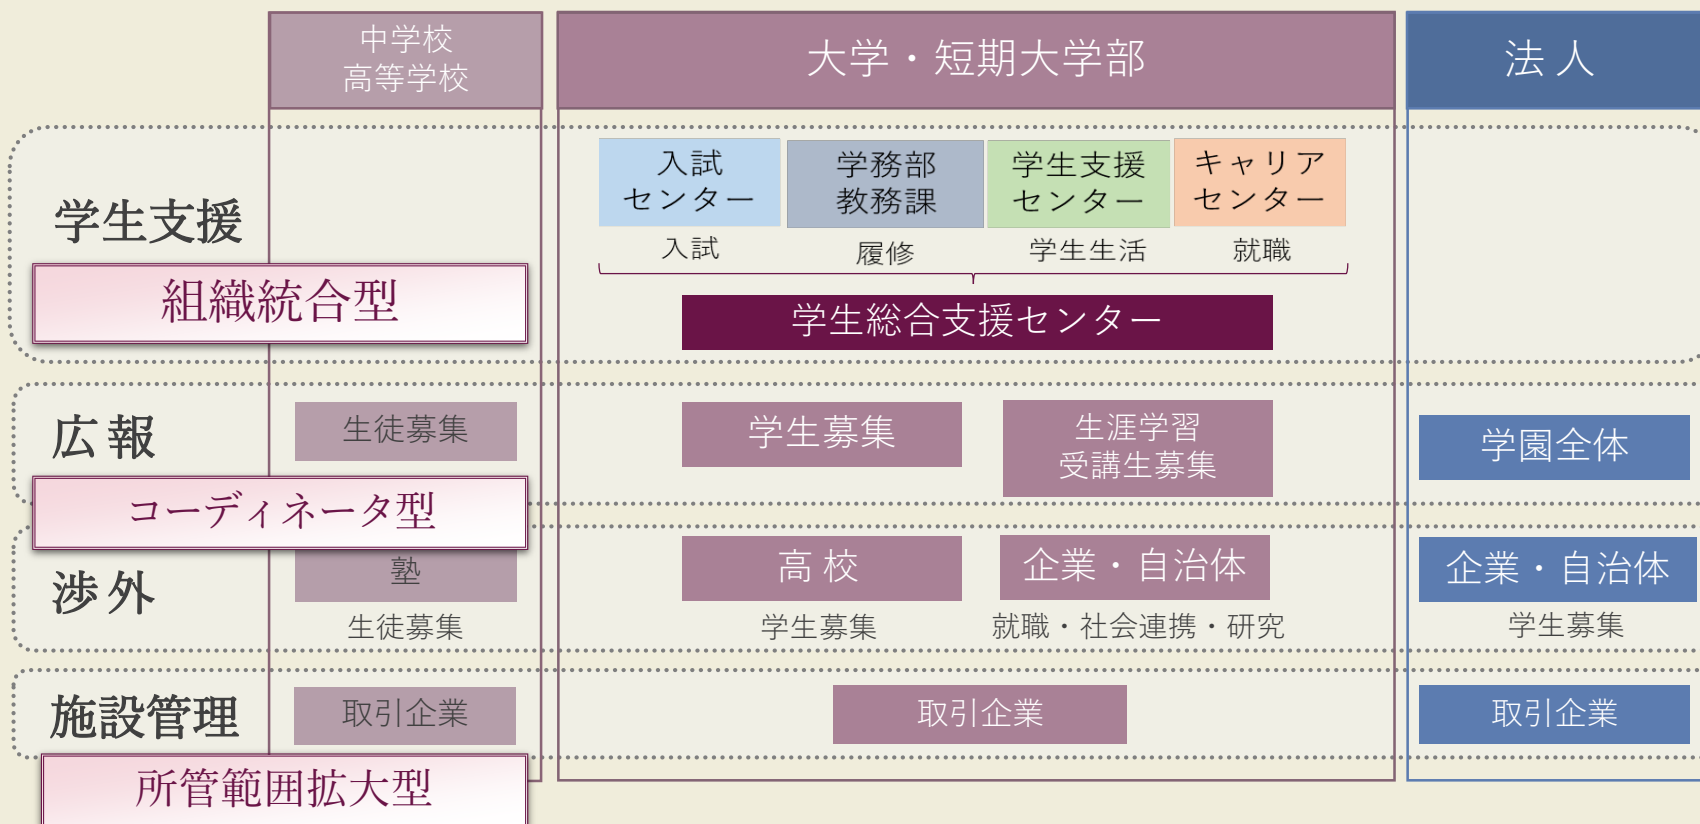 中学校
高等学校
大学・短期大学部
法人
学生支援
組織統合型
入試
センター
学務部
教務課
学生支援
センター
キャリア
センター
入試
履修
学生生活
就職
学生総合支援センター
広報
コーディネータ型
生徒募集
学生募集
生涯学習
受講生募集
学園全体
渉外
塾
生徒募集
高校
学生募集
企業・自治体
就職・社会連携・研究
企業・自治体
学生募集
施設管理
所管範囲拡大型
取引企業
取引企業
取引企業